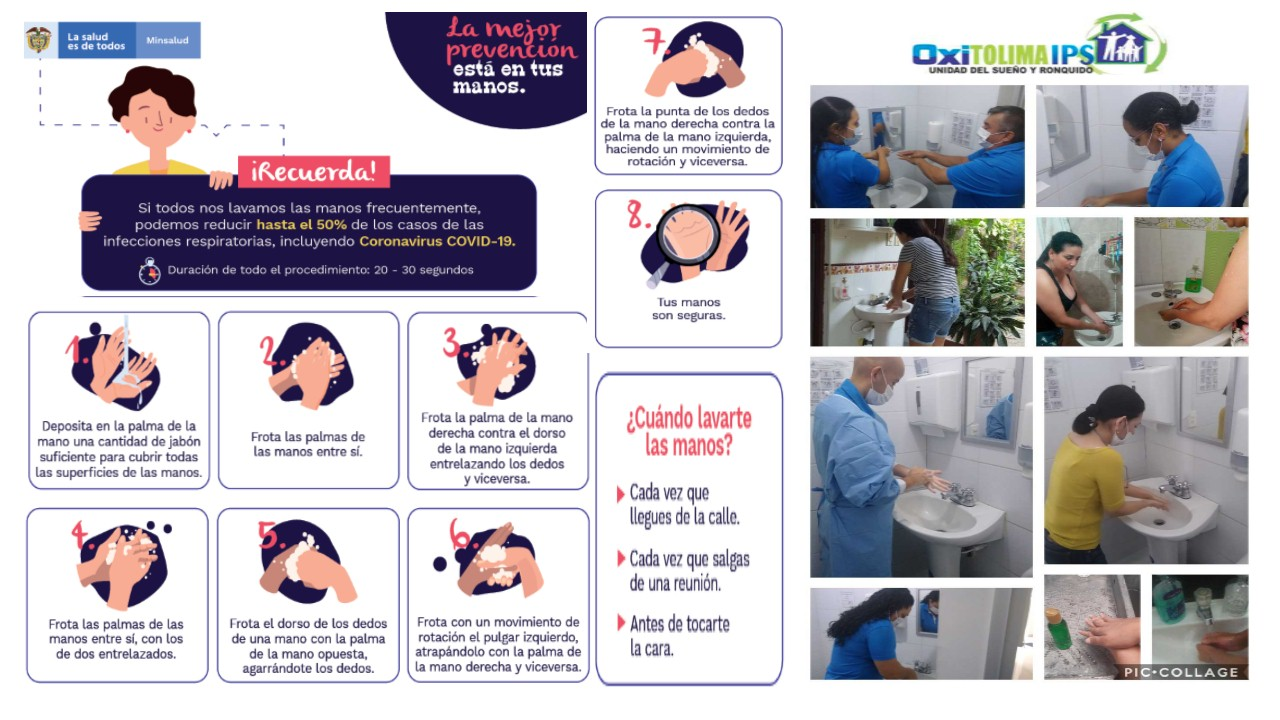 La salud
es de todos
Minsalud
La mejor
prevención
está en tus
manos.
¡Recuerda!
Si todos nos lavamos las manos frecuentemente,
podemos reducir hasta el 50% de los casos de las
infecciones respiratorias, incluyendo Coronavirus COVID-19.
Duración de todo el procedimiento: 20 - 30 segundos
1.
Deposita en la palma de la
mano una cantidad de jabón
suficiente para cubrir todas
las superficies de las manos.
2.
Frota las palmas de
las manos entre sí.
3.
Frota la palma de la mano
derecha contra el dorso
de la mano izquierda
entrelazando los dedos
y viceversa.
4.
Frota las palmas de las
manos entre sí, con los
de dos entrelazados.
5.
Frota el dorso de los dedos
de una mano con la palma
de la mano opuesta,
agarrándote los dedos.
6.
Frota con un movimiento de
rotación el pulgar izquierdo,
atrapándolo con la palma de
la mano derecha y viceversa.
7.
Frota la punta de los dedos
de la mano derecha contra la
palma de la mano izquierda,
haciendo un movimiento de
rotación y viceversa.
8.
Tus manos
son seguras.
¿Cuándo lavarte
las manos?
Cada vez que
llegues de la calle.
Cada vez que salgas
de una reunión.
Antes de tocarte
la cara.
OxiTOLIMA IPS
UNIDAD DEL SUEÑO Y RONQUIDO
PIC•COLLAGE